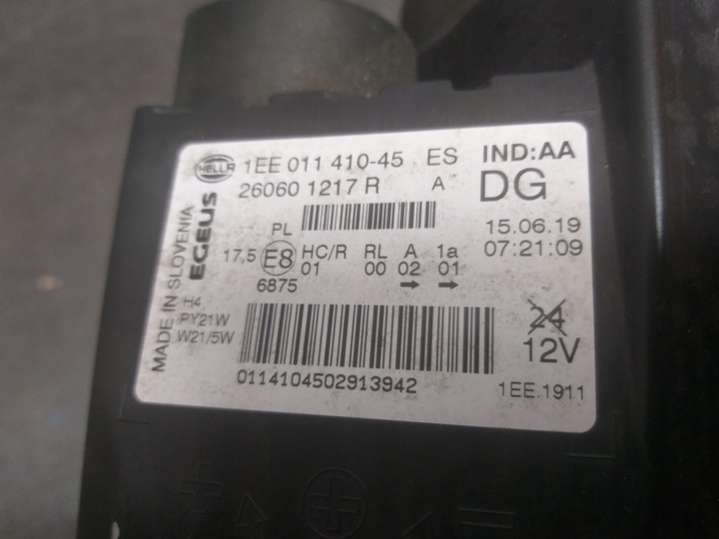 HELLA 1EE 011 410-45 ES IND:AA
26060 1217 R A DG
MADE IN SLOVENIA
EGEUS
PL 15.06.19
17,5 E8 HC/R RL A 1a 07:21:09
01 00 02 01
6875 → →
H4
PY21W
W21/5W
24
12V
0114104502913942
1EE.1911